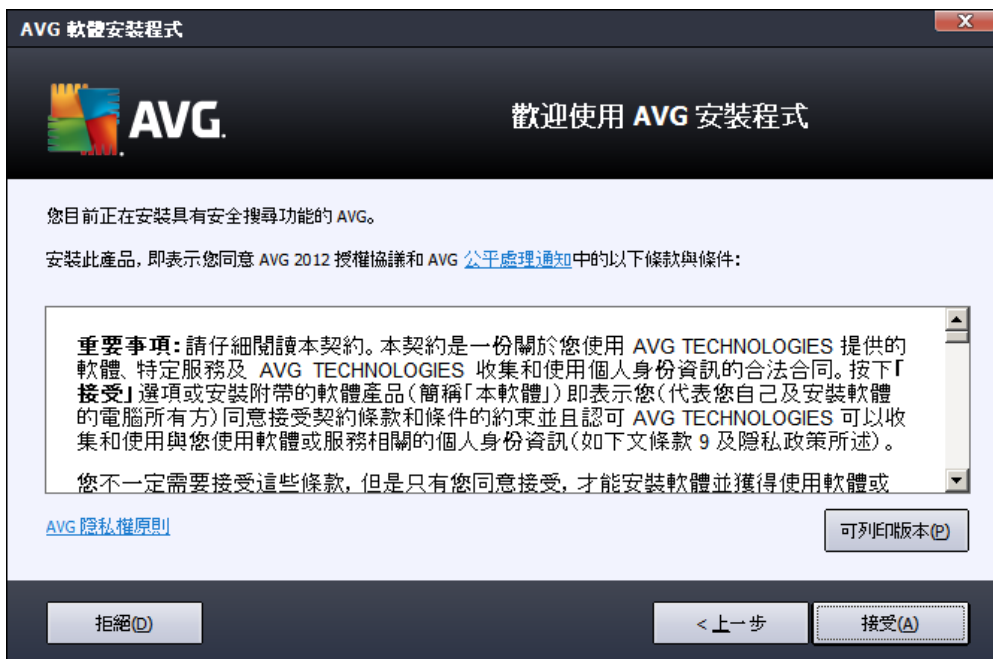 AVG 軟體安裝程式
X
AVG.
歡迎使用 AVG 安裝程式
您目前正在安裝具有安全搜尋功能的 AVG。
安裝此產品, 即表示您同意 AVG 2012 授權協議和 AVG 公平處理通知中的以下條款與條件:
重要事項: 請仔細閱讀本契約。本契約是一份關於您使用 AVG TECHNOLOGIES 提供的
軟體、特定服務及 AVG TECHNOLOGIES 收集和使用個人身份資訊的合法合同。按下「
接受」選項或安裝附帶的軟體產品(簡稱「本軟體」)即表示您(代表您自己及安裝軟體
的電腦所有方)同意接受契約條款和條件的約束並且認可 AVG TECHNOLOGIES 可以收
集和使用與您使用軟體或服務相關的個人身份資訊(如下文條款 9 及隱私政策所述)。
您不一定需要接受這些條款, 但是只有您同意接受, 才能安裝軟體並獲得使用軟體或
AVG 隱私權原則
可列印版本(P)
拒絕(D)
<上一步
接受(A)